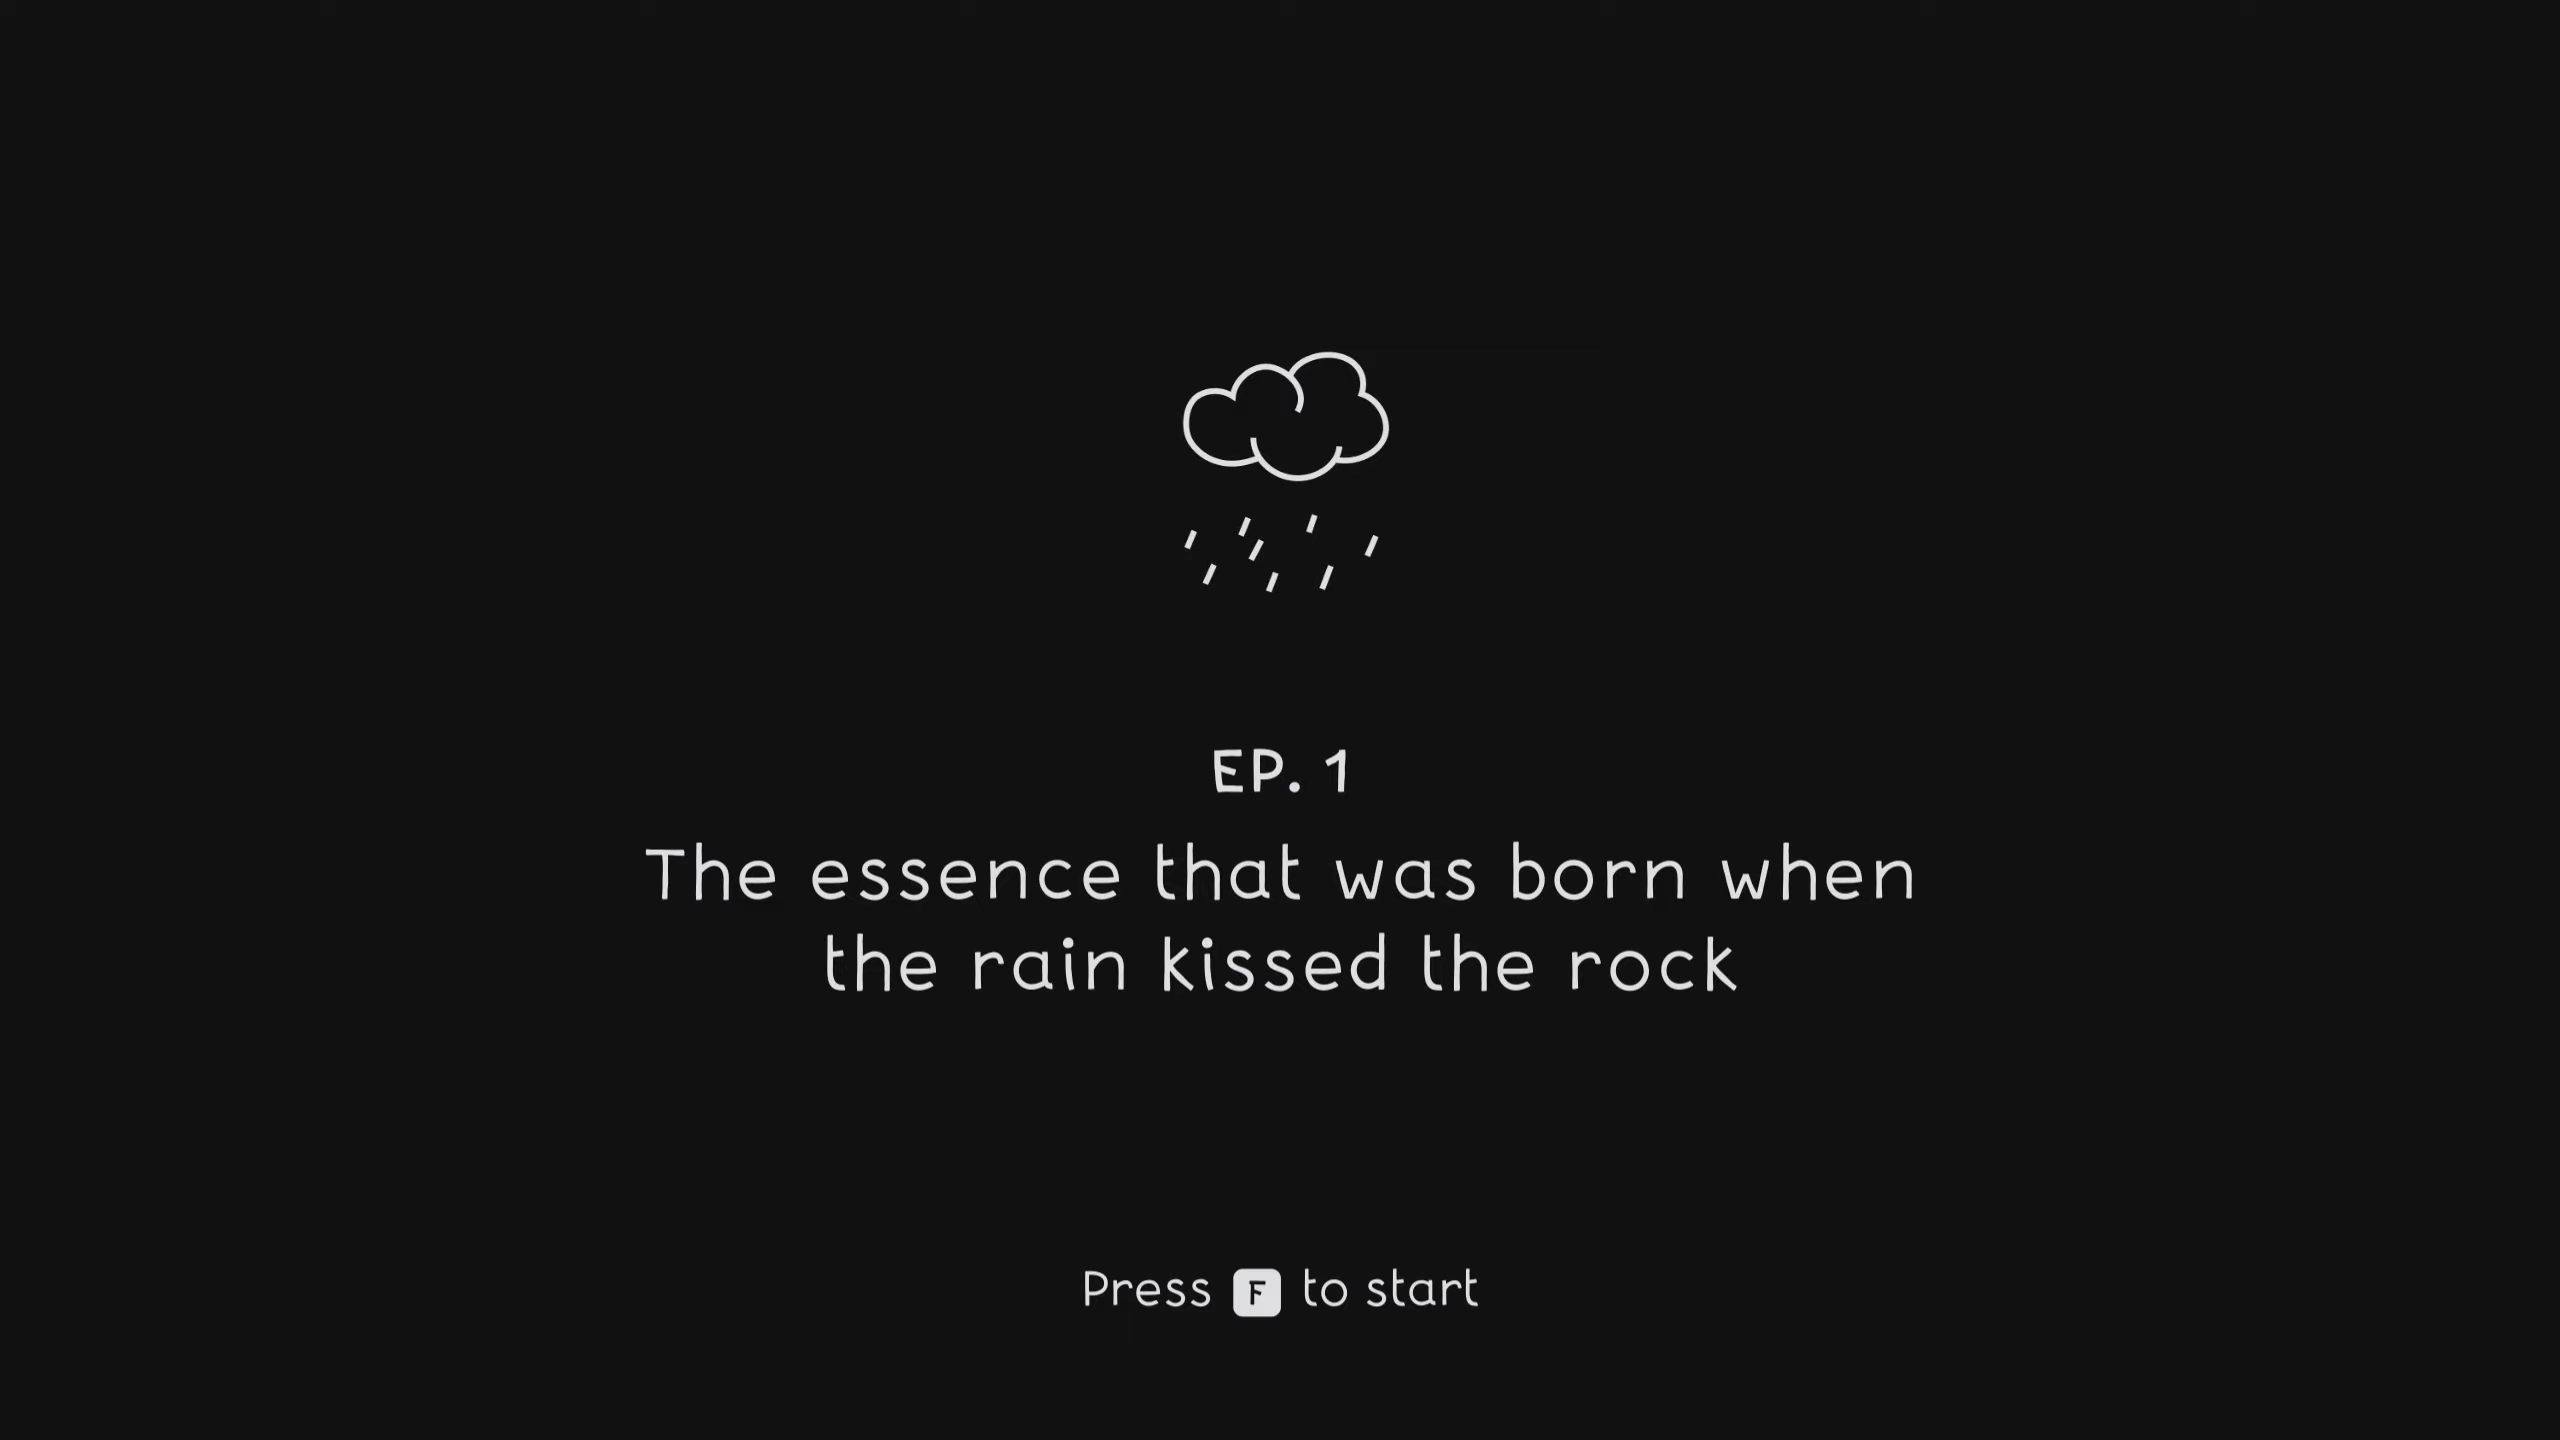 EP. 1
The essence that was born when
the rain kissed the rock
Press F to start